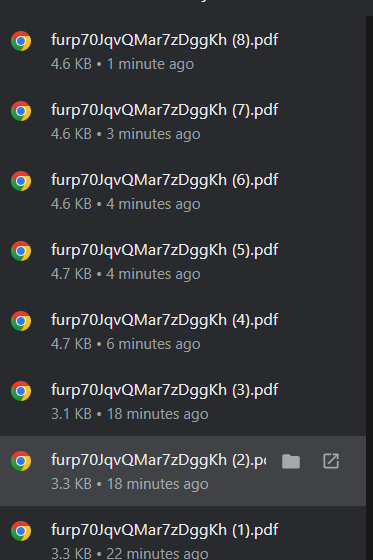 furp70JqvQMar7zDggKh (8).pdf
4.6 KB • 1 minute ago
furp70JqvQMar7zDggKh (7).pdf
4.6 KB • 3 minutes ago
furp70JqvQMar7zDggKh (6).pdf
4.6 KB • 4 minutes ago
furp70JqvQMar7zDggKh (5).pdf
4.7 KB • 4 minutes ago
furp70JqvQMar7zDggKh (4).pdf
4.7 KB • 6 minutes ago
furp70JqvQMar7zDggKh (3).pdf
3.1 KB • 18 minutes ago
furp70JqvQMar7zDggKh (2).p
3.3 KB • 18 minutes ago
furp70JqvQMar7zDggKh (1).pdf
3.3 KB • 22 minutes ago